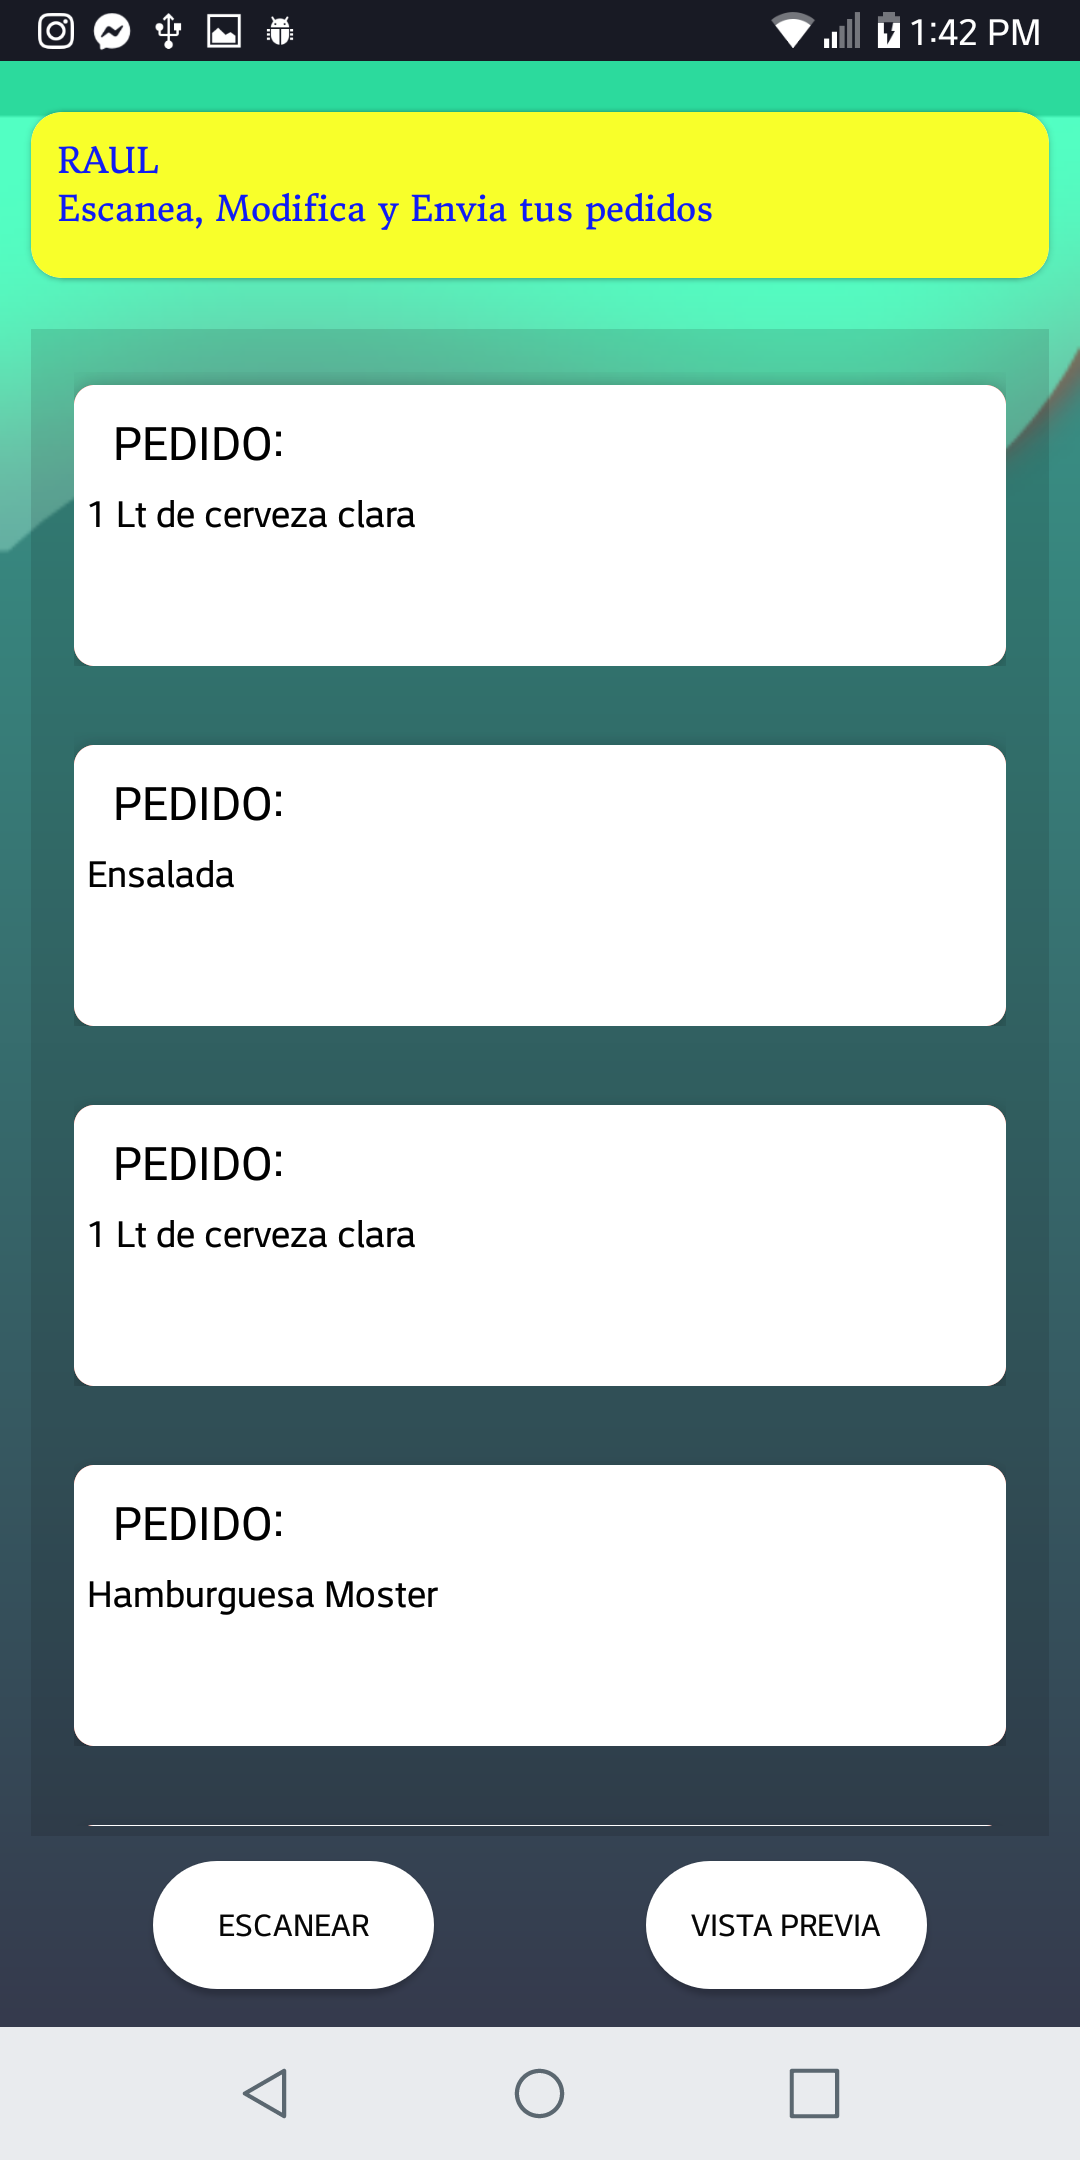 1:42 PM
RAUL
Escanea, Modifica y Envia tus pedidos
PEDIDO:
1 Lt de cerveza clara
PEDIDO:
Ensalada
PEDIDO:
1 Lt de cerveza clara
PEDIDO:
Hamburguesa Moster
ESCANEAR
VISTA PREVIA